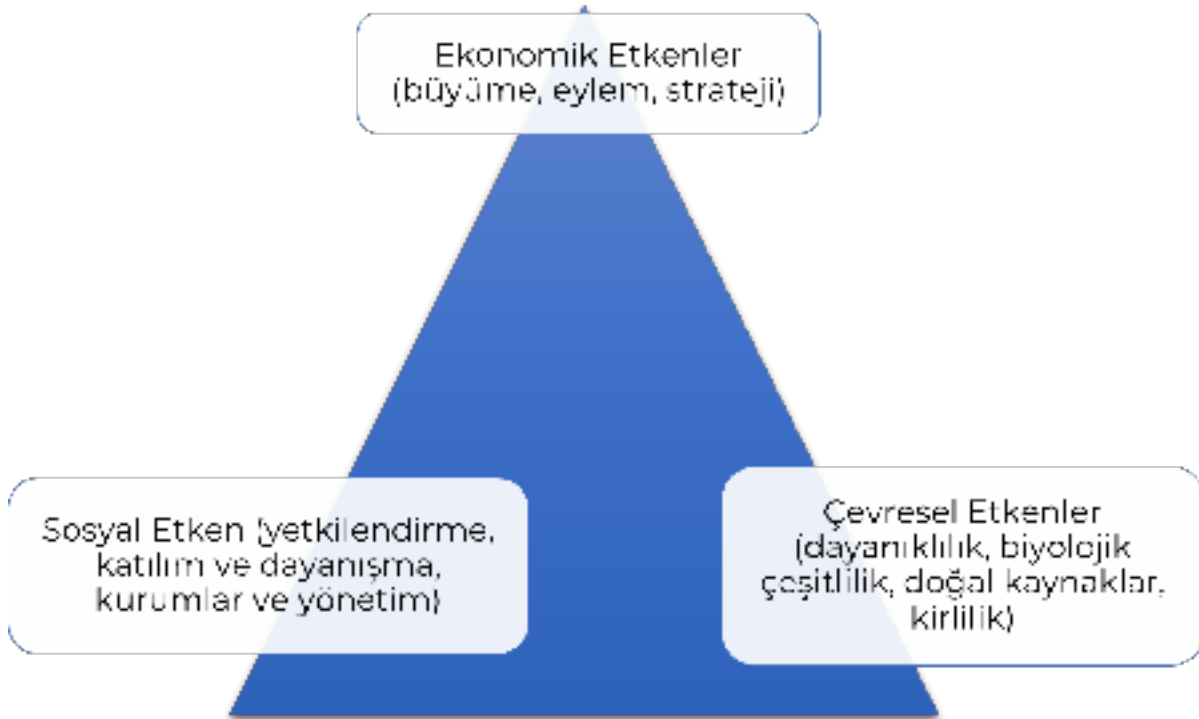 Ekonomik Etkenler
(büyüme, eylem, strateji)
Sosyal Etken (yetkilendirme,
katılım ve dayanışma,
kurumlar ve yönetim)
Çevresel Etkenler
(dayanıklılık, biyolojik
çeşitlilik, doğal kaynaklar,
kirlilik)